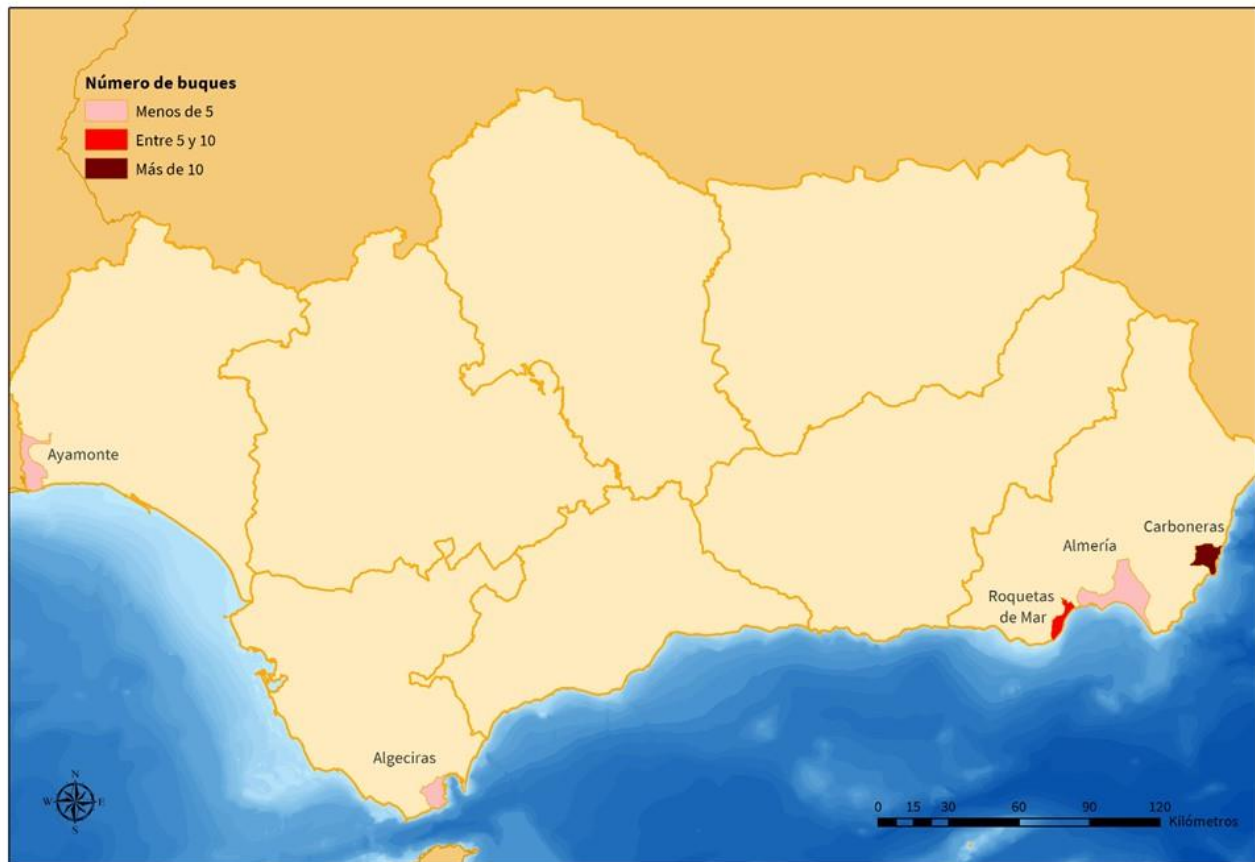 Número de buques
Menos de 5
Entre 5 y 10
Más de 10
Ayamonte
Carboneras
Almería
Roquetas
de Mar
Algeciras
N
W E
S
0 15 30 60 90 120
Kilómetros